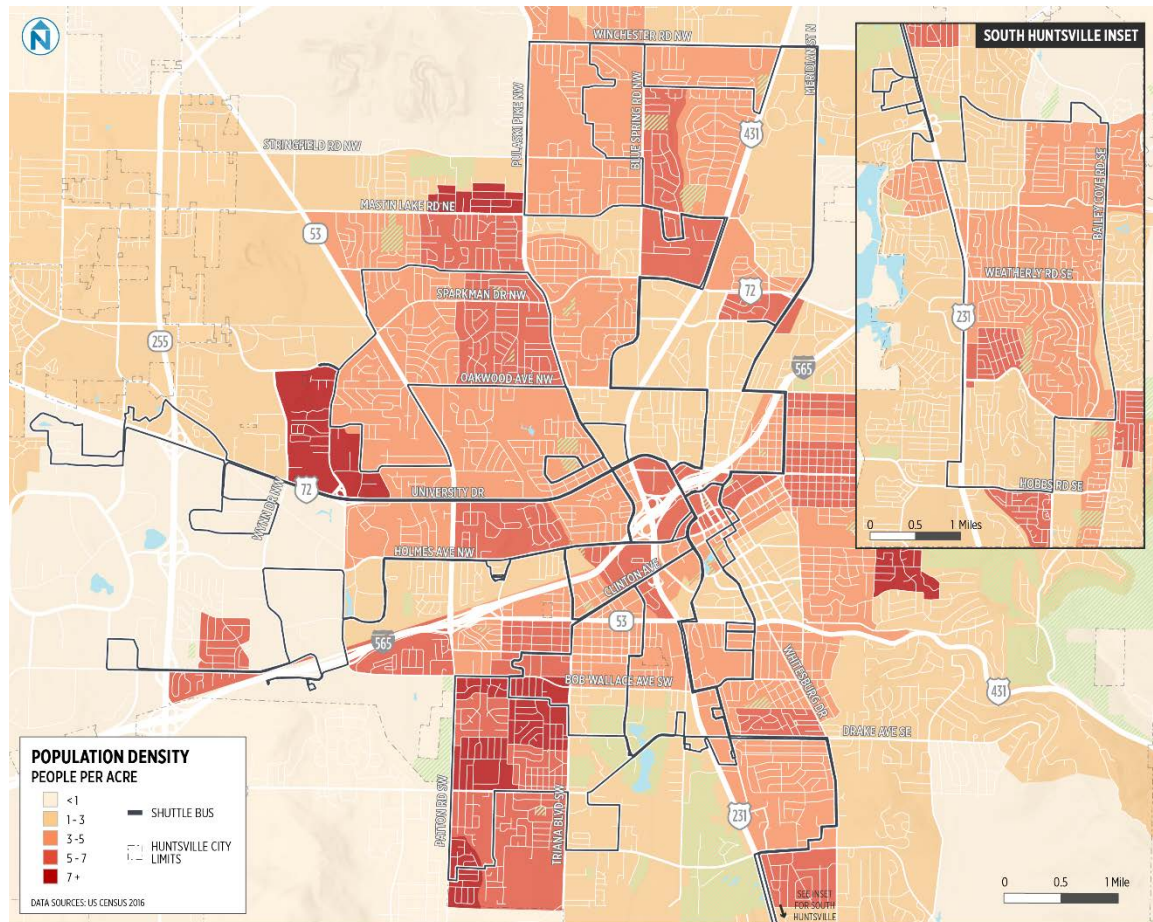 N
WINCHESTER RD NW
MERIDIAN ST N
SOUTH HUNTSVILLE INSET
PULASKI PIKE NW
BLUE SPRING RD NW
431
STRINGFIELD RD NW
MASTIN LAKE RD NE
53
BAILEY COVE RD SE
WEATHERLY RD SE
72
SPARKMAN DR NW
231
255
565
OAKWOOD AVE NW
HOBBS RD SE
72
UNIVERSITY DR
WYNN DR NW
0 0.5 1 Miles
HOLMES AVE NW
CLINTON AVE
53
565
WHITESBURG DR
BOB WALLACE AVE SW
431
DRAKE AVE SE
POPULATION DENSITY
PEOPLE PER ACRE
<1
1 - 3
3 - 5
5 - 7
7 +
SHUTTLE BUS
HUNTSVILLE CITY
LIMITS
DATA SOURCES: US CENSUS 2016
PATTON RD SW
TRIANA BLVD SW
231
SEE INSET
FOR SOUTH
HUNTSVILLE
0 0.5 1 Mile